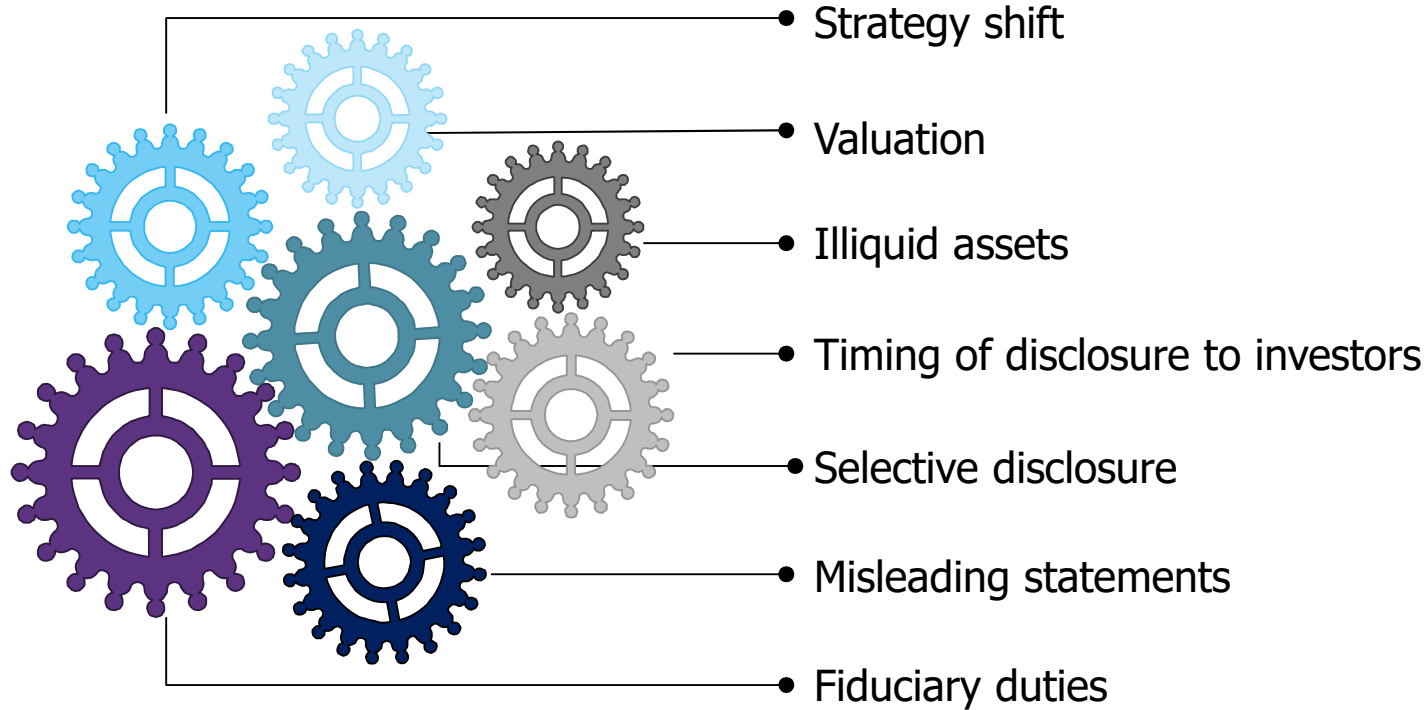 Strategy shift
Valuation
Illiquid assets
Timing of disclosure to investors
Selective disclosure
Misleading statements
Fiduciary duties